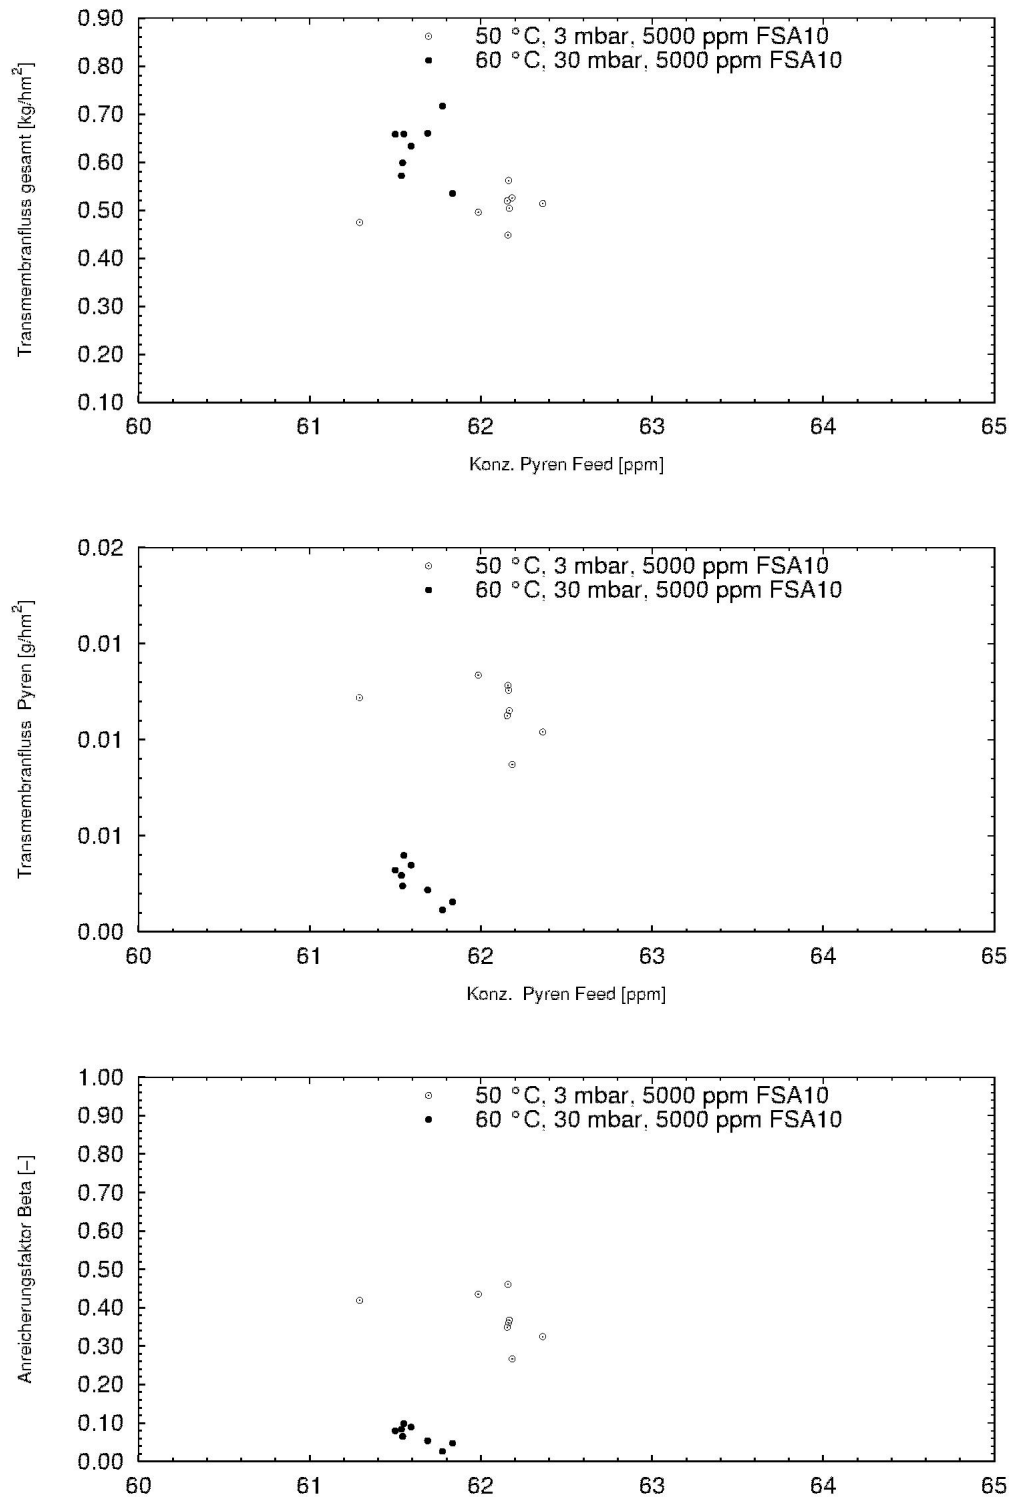 0.90
50 °C, 3 mbar, 5000 ppm FSA10
60 °C, 30 mbar, 5000 ppm FSA10
0.80
0.70
0.60
0.50
0.40
0.30
0.20
0.10
Transmembranfluss gesamt [kg/hm²]
60 61 62 63 64 65
Konz. Pyren Feed [ppm]
0.02
50 °C, 3 mbar, 5000 ppm FSA10
60 °C, 30 mbar, 5000 ppm FSA10
0.01
0.01
0.01
0.00
Transmembranfluss Pyren [g/hm²]
60 61 62 63 64 65
Konz. Pyren Feed [ppm]
1.00
50 °C, 3 mbar, 5000 ppm FSA10
60 °C, 30 mbar, 5000 ppm FSA10
0.90
0.80
0.70
0.60
0.50
0.40
0.30
0.20
0.10
0.00
Anreicherungsfaktor Beta [–]
60 61 62 63 64 65